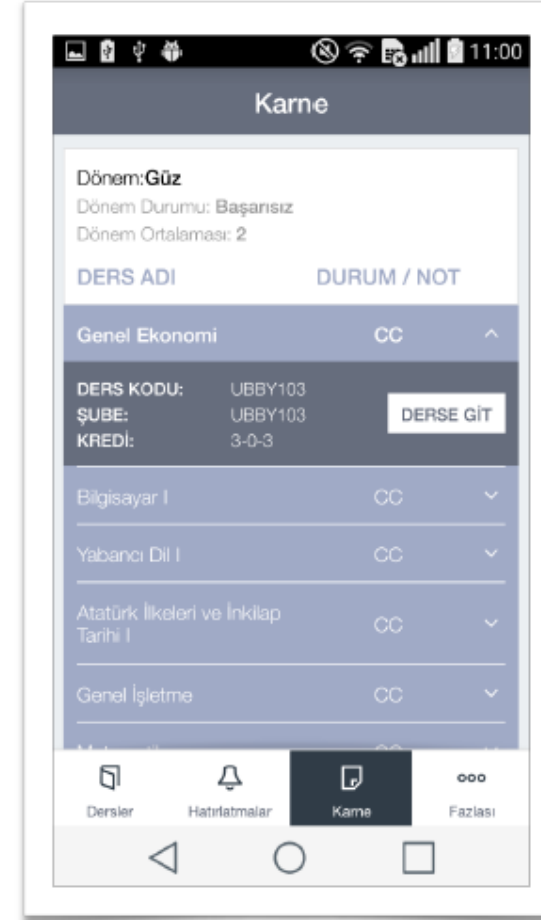 11:00
Karne
Dönem:Güz
Dönem Durumu: Başarısız
Dönem Ortalaması: 2
DERS ADI DURUM / NOT
Genel Ekonomi CC
DERS KODU: UBBY103
ŞUBE: UBBY103
KREDİ: 3-0-3
DERSE GİT
Bilgisayar I CC
Yabancı Dil I CC
Atatürk İlkeleri ve İnkilap
Tarihi I CC
Genel İşletme CC
Dersler Hatırlatmalar Karne Fazlası